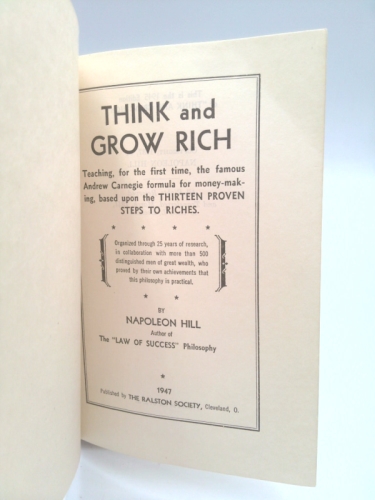 THINK and
GROW RICH
Teaching, for the first time, the famous
Andrew Carnegie formula for money-mak-
ing, based upon the THIRTEEN PROVEN
STEPS TO RICHES.
* * * *
Organized through 25 years of research,
in collaboration with more than 500
distinguished men of great wealth, who
proved by their own achievements that
this philosophy is practical.
* *
BY
NAPOLEON HILL
Author of
The "LAW OF SUCCESS" Philosophy
*
1947
Published by THE RALSTON SOCIETY, Cleveland, O.